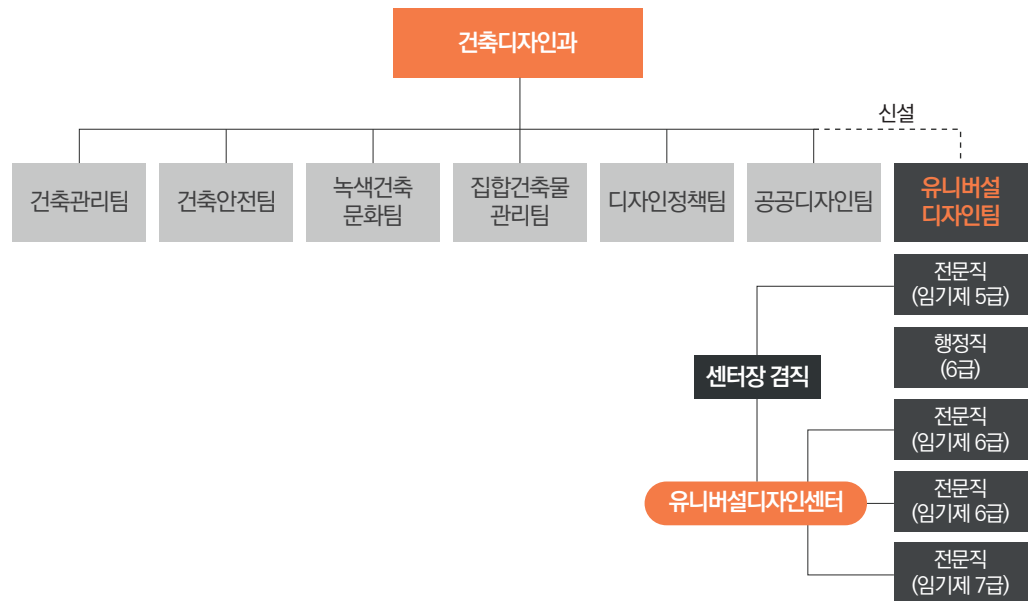 건축디자인과
신설
건축관리팀
건축안전팀
녹색건축
문화팀
집합건축물
관리팀
디자인정책팀
공공디자인팀
유니버설
디자인팀
전문직
(임기제 5급)
행정직
(6급)
센터장 겸직
전문직
(임기제 6급)
유니버설디자인센터
전문직
(임기제 6급)
전문직
(임기제 7급)